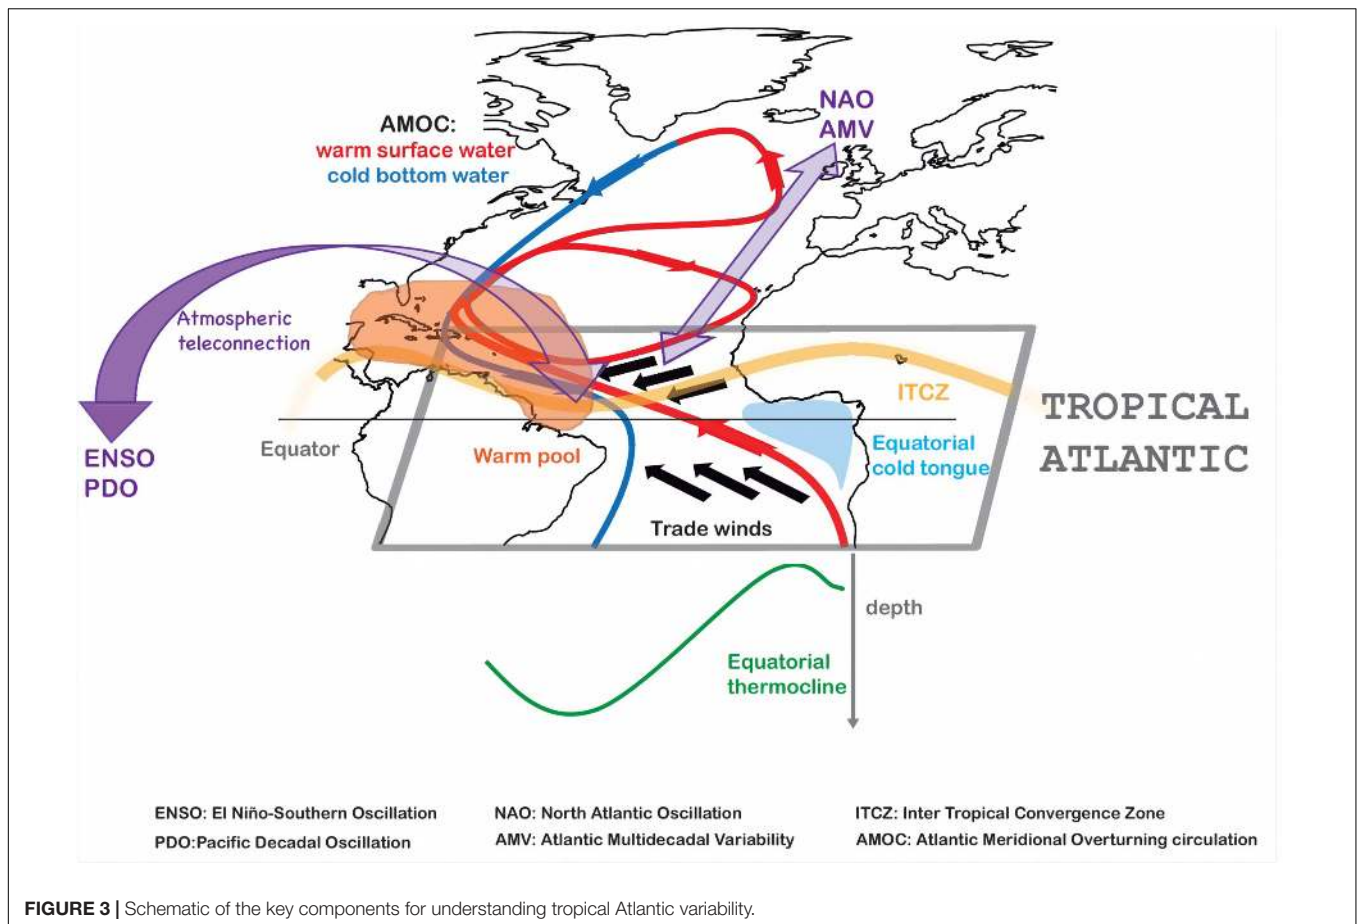 NAO
AMV
AMOC:
warm surface water
cold bottom water
Atmospheric
teleconnection
ITCZ
TROPICAL
ATLANTIC
Equator
Warm pool
Equatorial
cold tongue
ENSO
PDO
Trade winds
depth
Equatorial
thermocline
ENSO: El Niño-Southern Oscillation
NAO: North Atlantic Oscillation
ITCZ: Inter Tropical Convergence Zone
PDO:Pacific Decadal Oscillation
AMV: Atlantic Multidecadal Variability
AMOC: Atlantic Meridional Overturning circulation
FIGURE 3 | Schematic of the key components for understanding tropical Atlantic variability.